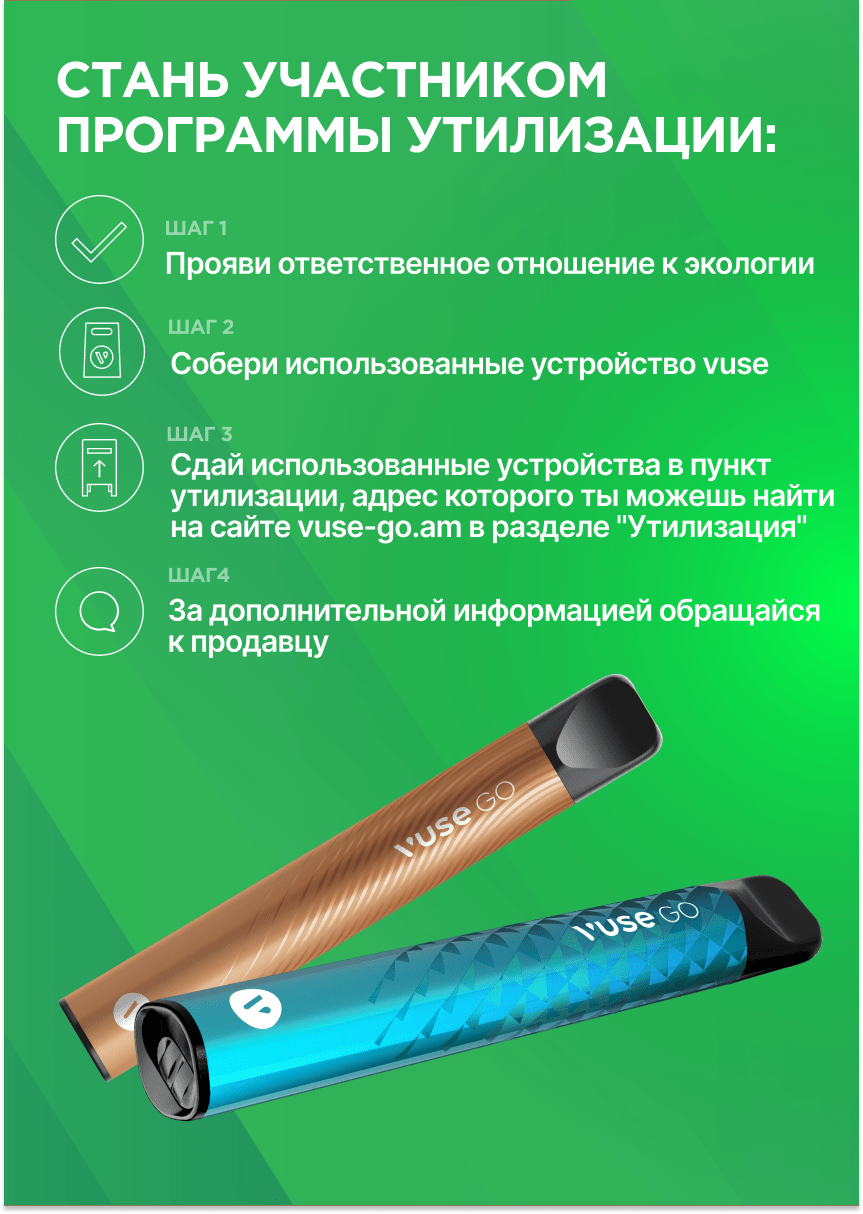 СТАНЬ УЧАСТНИКОМ
ПРОГРАММЫ УТИЛИЗАЦИИ:
ШАГ 1
Прояви ответственное отношение к экологии
ШАГ 2
Собери использованные устройство vuse
ШАГ 3
Сдай использованные устройства в пункт
утилизации, адрес которого ты можешь найти
на сайте vuse-go.am в разделе "Утилизация"
ШАГ4
За дополнительной информацией обращайся
к продавцу
vuse GO
vuse GO